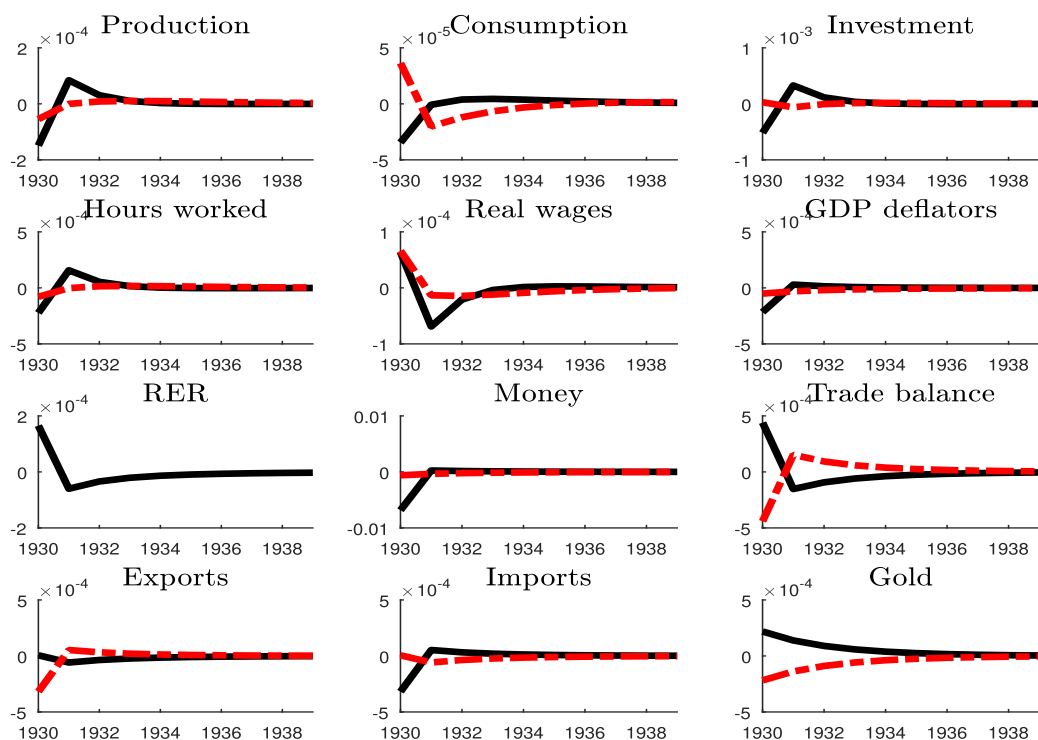 Production Consumption Investment
×10-4 ×10-5 ×10-3
2 5 1
0 0 0
-2 -5 -1
1930 1932 1934 1936 1938 1930 1932 1934 1936 1938 1930 1932 1934 1936 1938
Hours worked Real wages GDP deflators
×10-4 ×10-4 ×10-4
5 1 5
0 0 0
-5 -1 -5
1930 1932 1934 1936 1938 1930 1932 1934 1936 1938 1930 1932 1934 1936 1938
RER Money Trade balance
×10-4 ×10-4
2 0.01 5
0 0 0
-2 -0.01 -5
1930 1932 1934 1936 1938 1930 1932 1934 1936 1938 1930 1932 1934 1936 1938
Exports Imports Gold
×10-4 ×10-4 ×10-4
5 5 5
0 0 0
-5 -5 -5
1930 1932 1934 1936 1938 1930 1932 1934 1936 1938 1930 1932 1934 1936 1938